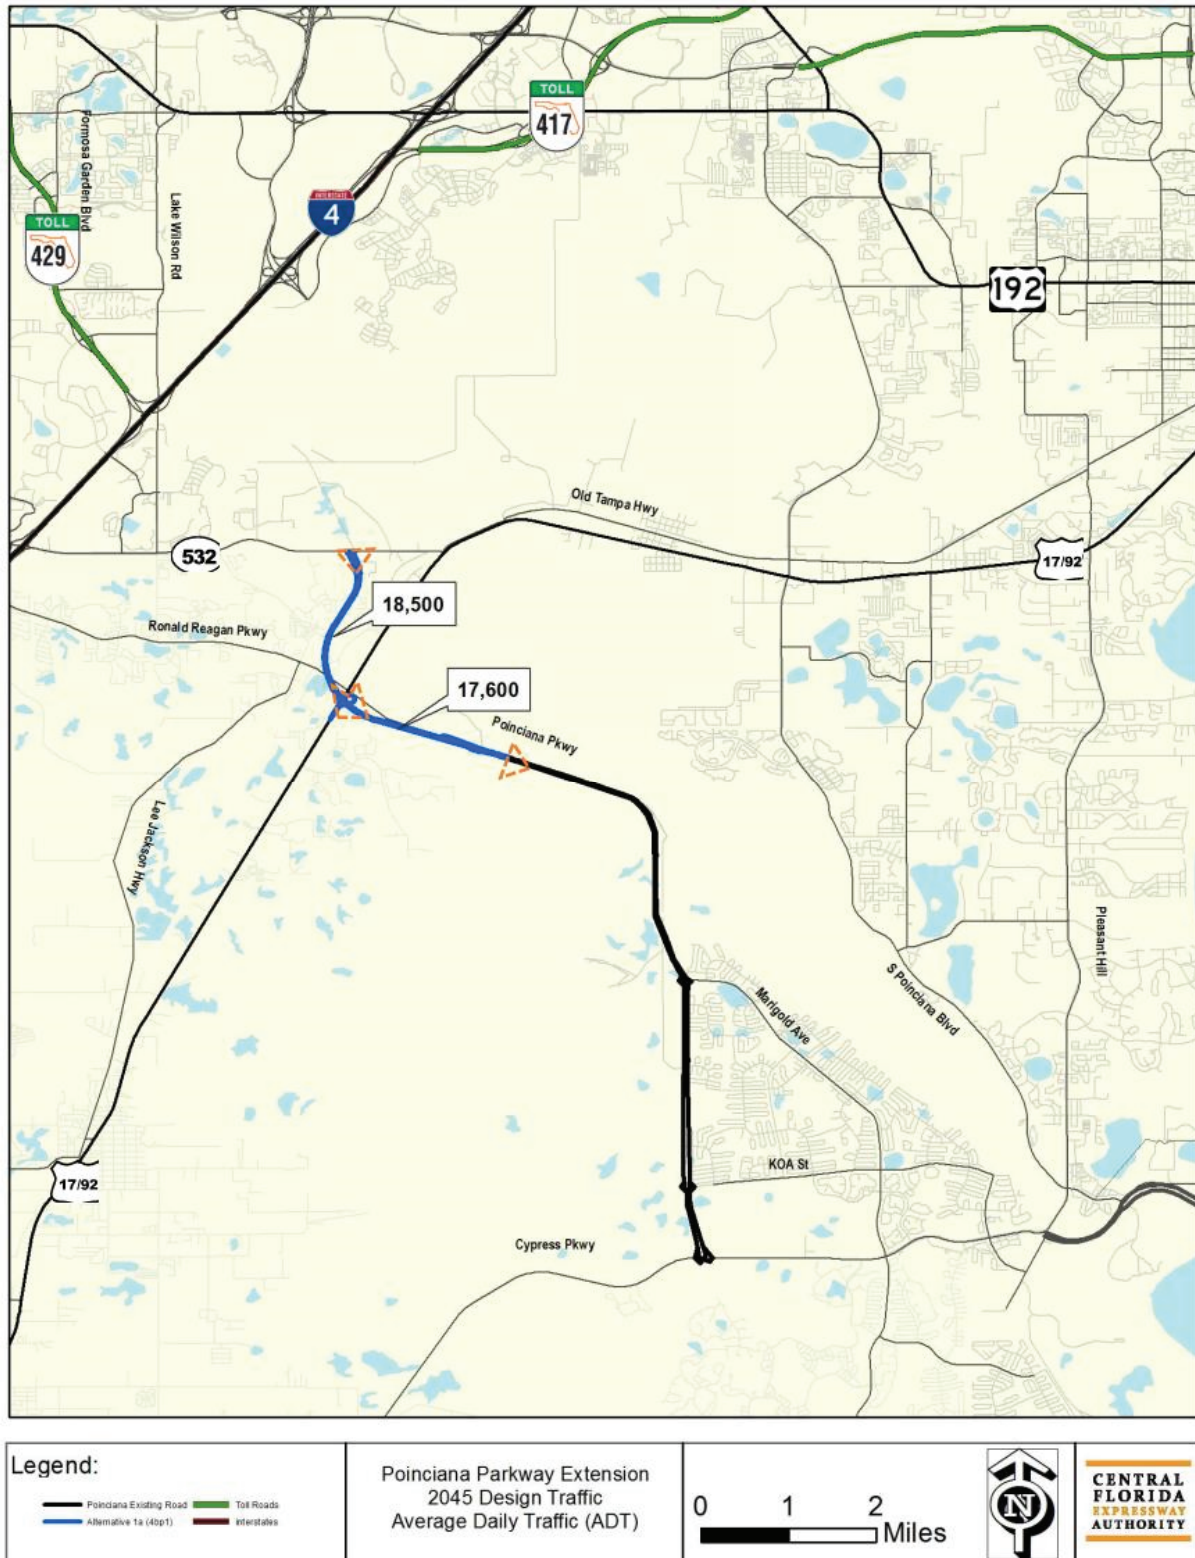 TOLL
417
Formosa Garden Blvd
Lake Wilson Rd
INTERSTATE
4
TOLL
429
192
Old Tampa Hwy
532
17/92
18,500
Ronald Reagan Pkwy
17,600
Poinciana Pkwy
Lee Jackson Hwy
Pleasant Hill
S Poinciana Blvd
Marigold Ave
KOA St
17/92
Cypress Pkwy
Legend:
Poinciana Existing Road
Toll Roads
Alternative 1a (4bp1)
Interstates
Poinciana Parkway Extension
2045 Design Traffic
Average Daily Traffic (ADT)
0 1 2
Miles
N
CENTRAL
FLORIDA
EXPRESSWAY
AUTHORITY